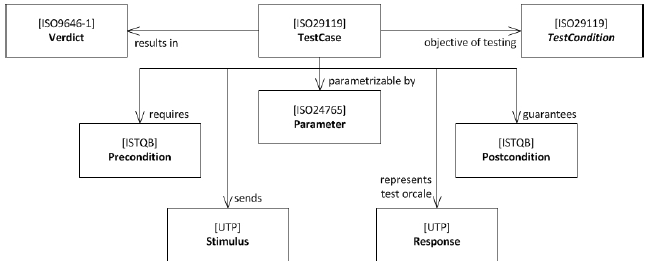 [ISO9646-1]
Verdict
results in
[ISO29119]
TestCase
objective of testing
[ISO29119]
TestCondition
parametrizable by
requires
[ISO24765]
Parameter
guarantees
[ISTQB]
Precondition
[ISTQB]
Postcondition
represents
test orcale
sends
[UTP]
Stimulus
[UTP]
Response